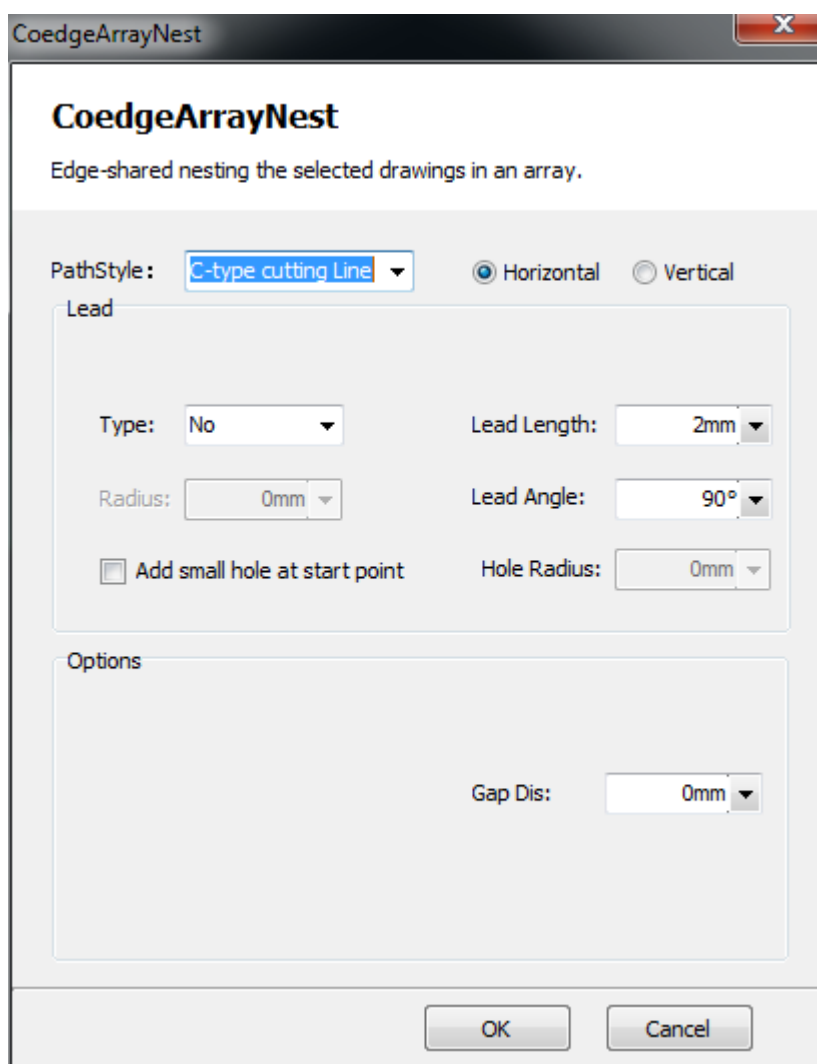 CoedgeArrayNest
CoedgeArrayNest
Edge-shared nesting the selected drawings in an array.
PathStyle: C-type cutting Line Horizontal Vertical
Lead
Type: No Lead Length: 2mm
Radius: 0mm Lead Angle: 90°
Add small hole at start point Hole Radius: 0mm
Options
Gap Dis: 0mm
OK Cancel